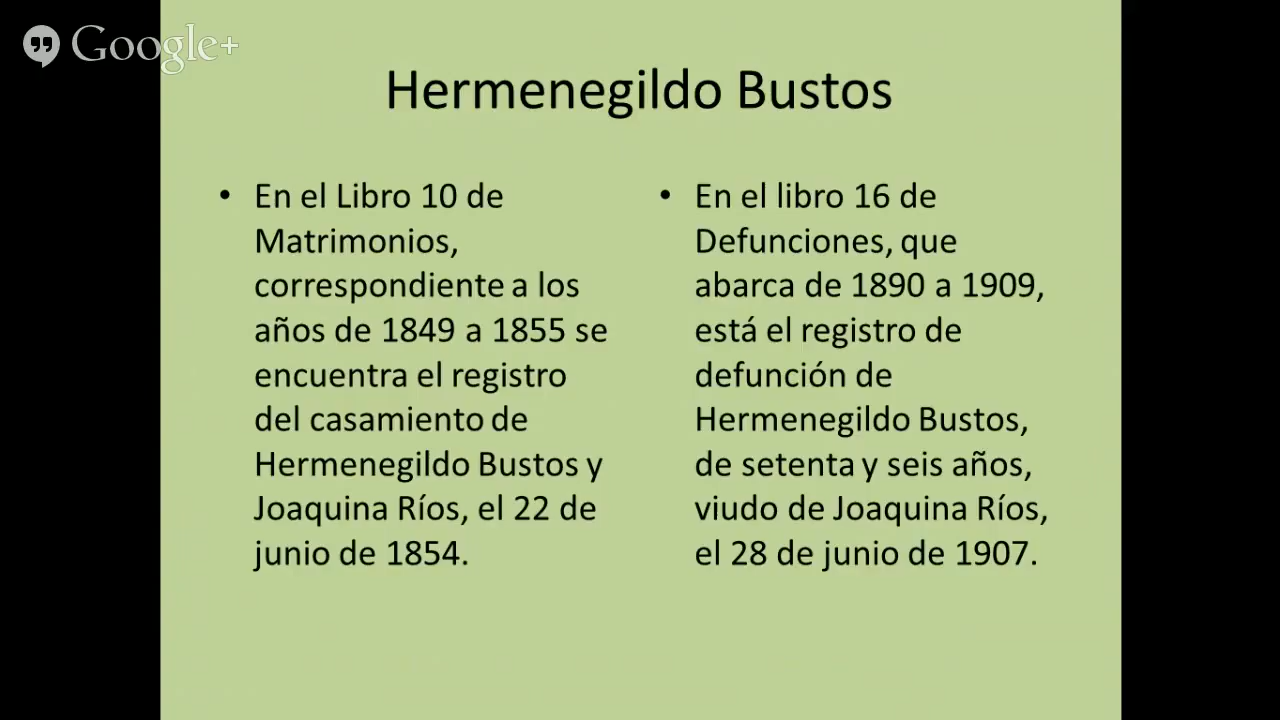 Google+
Hermenegildo Bustos
• En el Libro 10 de
Matrimonios,
correspondiente a los
años de 1849 a 1855 se
encuentra el registro
del casamiento de
Hermenegildo Bustos y
Joaquina Ríos, el 22 de
junio de 1854.
• En el libro 16 de
Defunciones, que
abarca de 1890 a 1909,
está el registro de
defunción de
Hermenegildo Bustos,
de setenta y seis años,
viudo de Joaquina Ríos,
el 28 de junio de 1907.